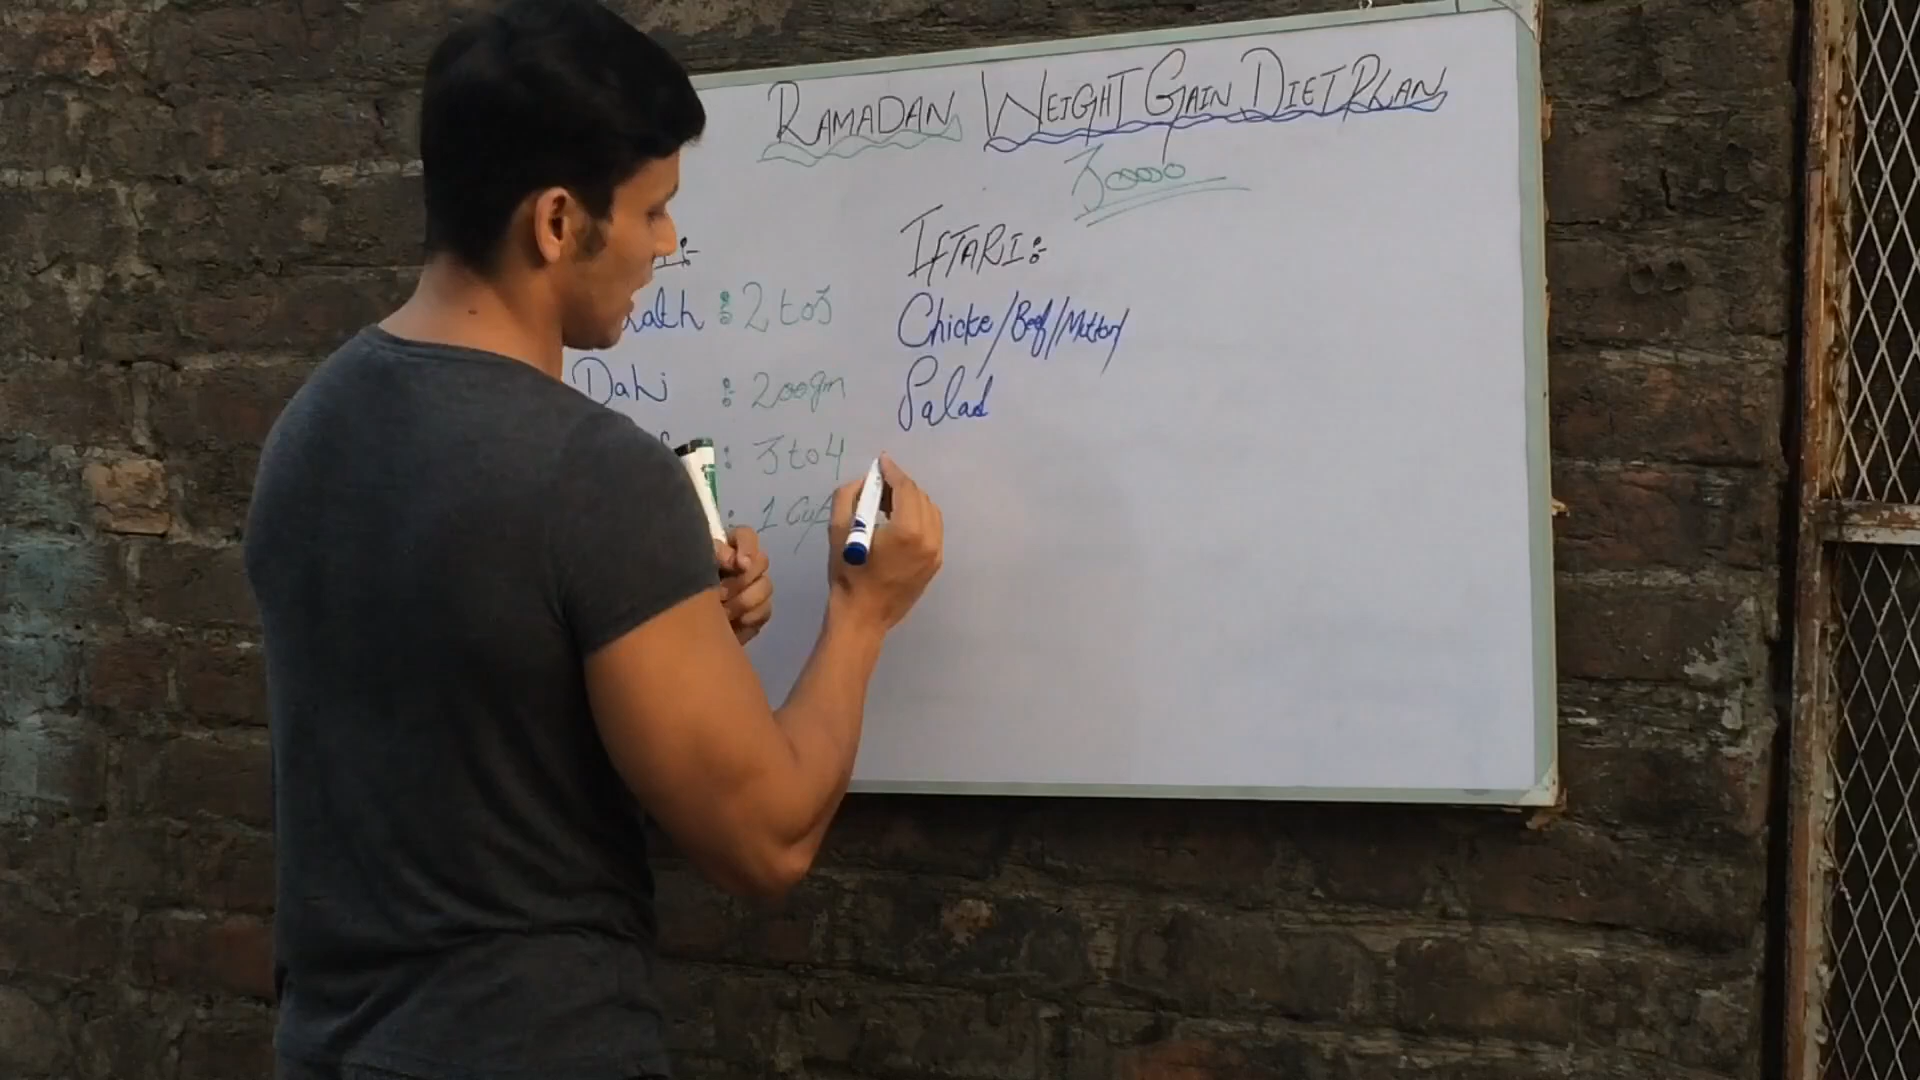 RAMADAN WEIGHT GAIN DIET PLAN
30000
: 2 to 3
Dahi : 200gm
: 3 to 4
: 1 Cup
IFTARI :-
Chicke/Beef/Mutton/
Salad